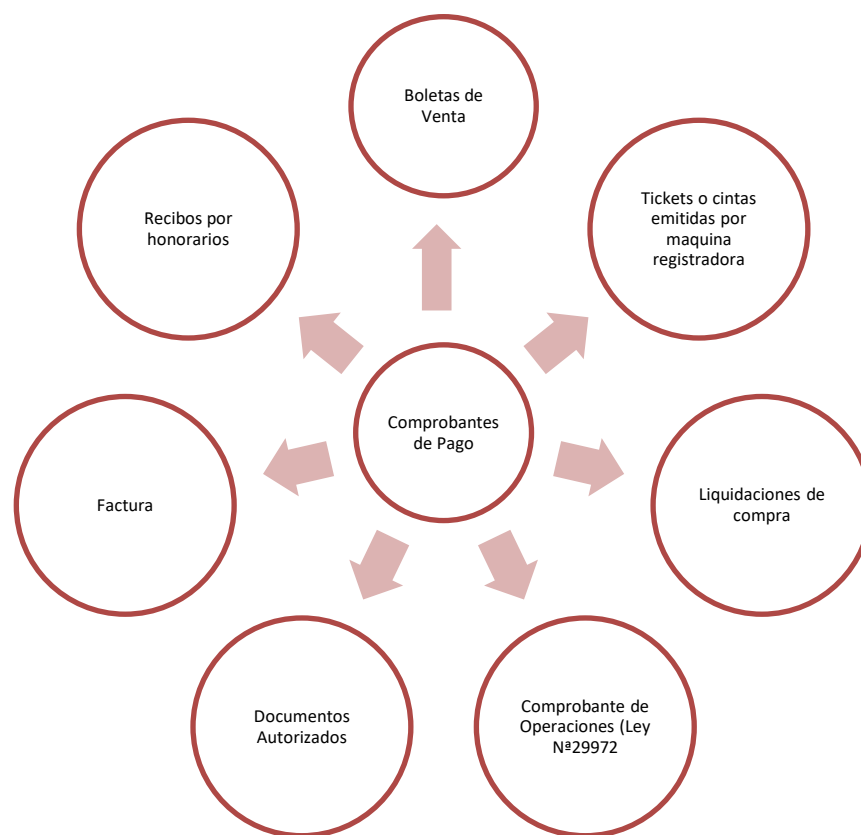 Boletas de
Venta
Tickets o cintas
emitidas por
maquina
registradora
Liquidaciones de
compra
Comprobante de
Operaciones (Ley
Nª29972
Documentos
Autorizados
Factura
Recibos por
honorarios
Comprobantes
de Pago